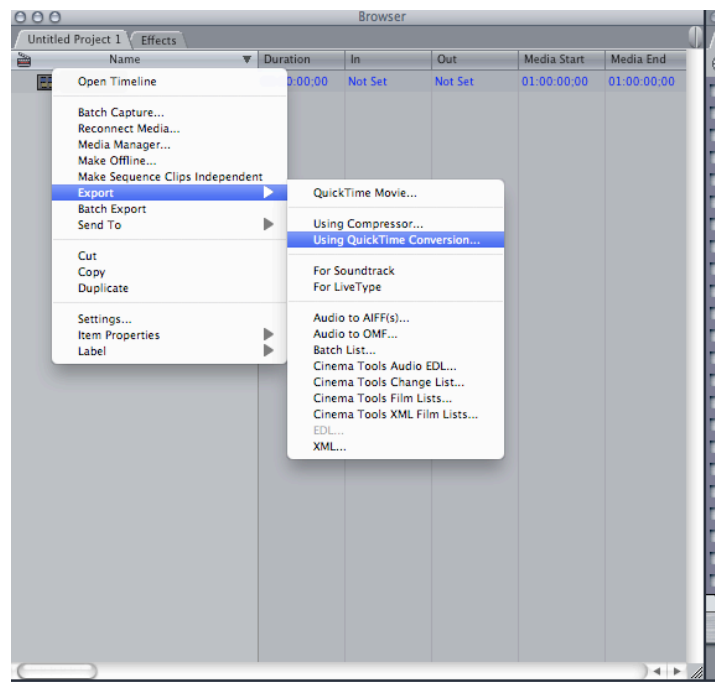 Browser
Untitled Project 1 Effects
Name Duration In Out Media Start Media End
Open Timeline 0:00;00 Not Set Not Set 01:00:00;00 01:00:00;00
Batch Capture...
Reconnect Media...
Media Manager...
Make Offline...
Make Sequence Clips Independent
Export
Batch Export
Send To
Cut
Copy
Duplicate
Settings...
Item Properties
Label
QuickTime Movie...
Using Compressor...
Using QuickTime Conversion...
For Soundtrack
For LiveType
Audio to AIFF(s)...
Audio to OMF...
Batch List...
Cinema Tools Audio EDL...
Cinema Tools Change List...
Cinema Tools Film Lists...
Cinema Tools XML Film Lists...
EDL...
XML...